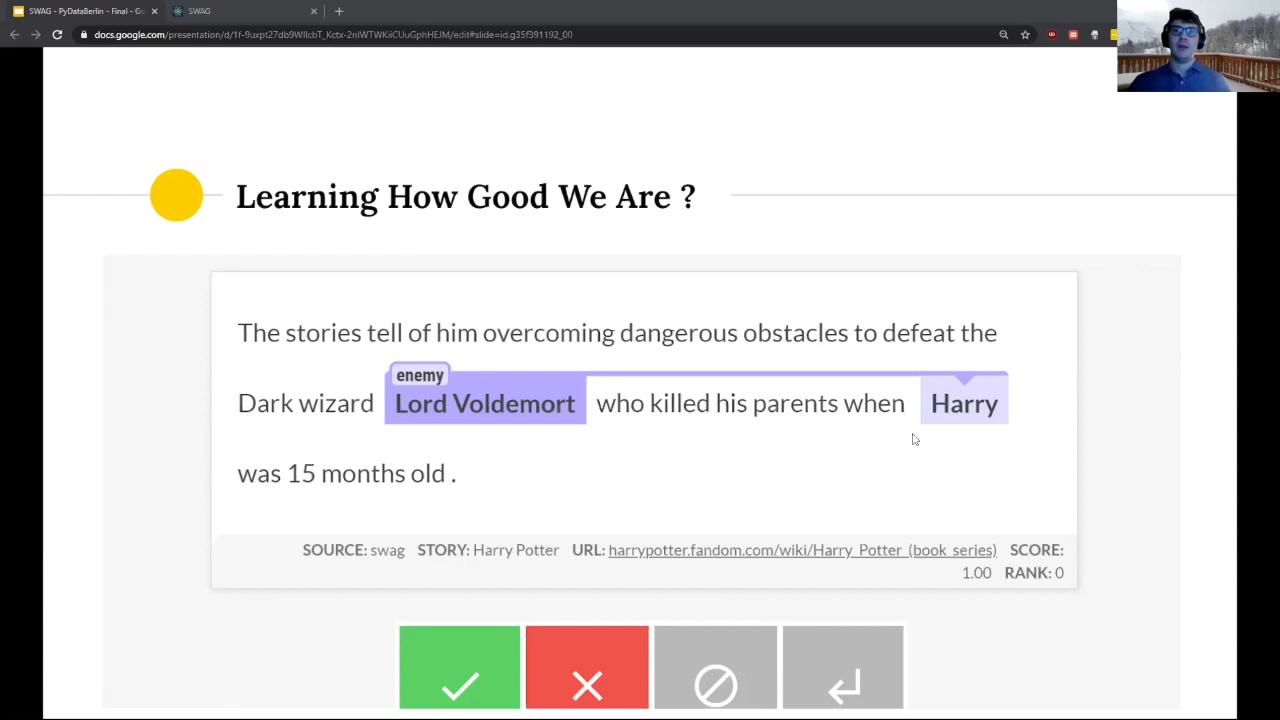 SWAG - PyDataBerlin - Final - Go
SWAG
docs.google.com/presentation/d/1f-9uxpt27db9WIlcbT_Kctx-2nIWTWKiiCUuGphHEJM/edit#slide=id.g35f391192_00
Learning How Good We Are ?
The stories tell of him overcoming dangerous obstacles to defeat the
enemy
Dark wizard Lord Voldemort who killed his parents when Harry
was 15 months old .
SOURCE: swag STORY: Harry Potter URL: harrypotter.fandom.com/wiki/Harry_Potter_(book_series) SCORE:
1.00 RANK: 0